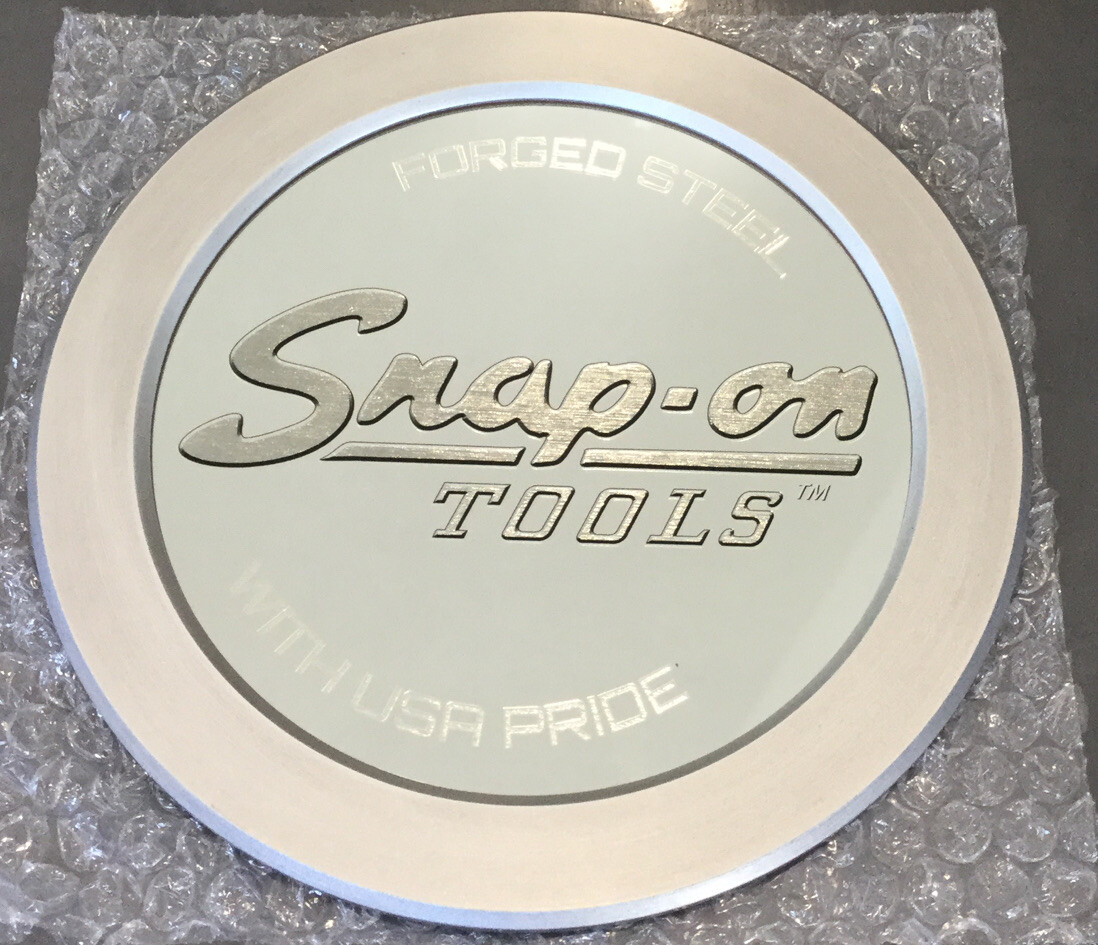 FORGED STEEL
Snap-on
TOOLS™
WITH USA PRIDE